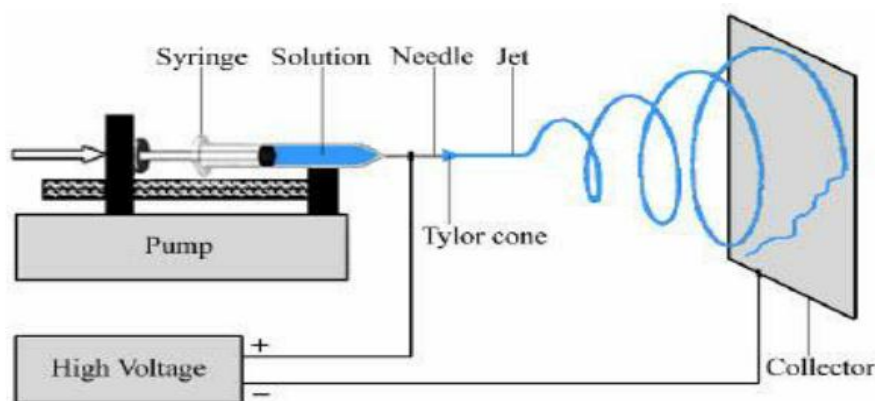 Syringe Solution Needle Jet
Tylor cone
Pump
+
High Voltage
−
Collector